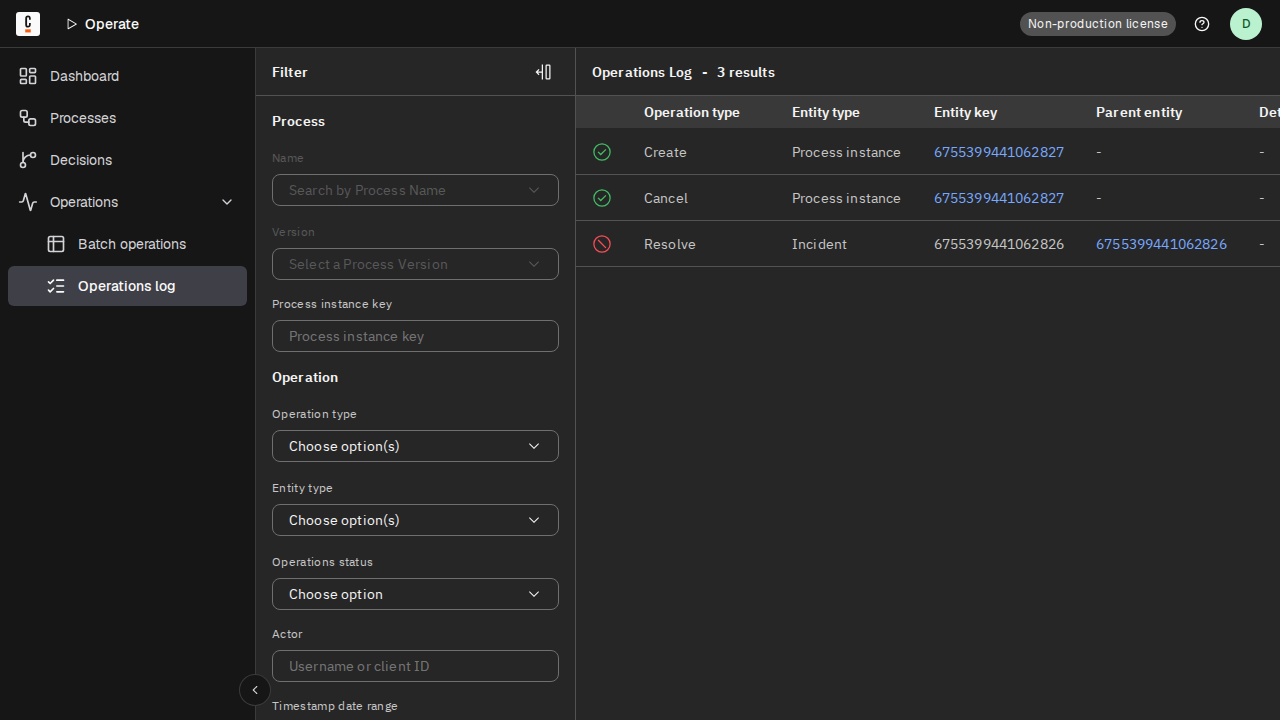 Operate
Non-production license
D
Dashboard
Processes
Decisions
Operations
Batch operations
Operations log
Filter
Process
Name
Search by Process Name
Version
Select a Process Version
Process instance key
Process instance key
Operation
Operation type
Choose option(s)
Entity type
Choose option(s)
Operations status
Choose option
Actor
Username or client ID
Timestamp date range
Operations Log - 3 results
Operation type Entity type Entity key Parent entity Det
Create Process instance 6755399441062827 - -
Cancel Process instance 6755399441062827 - -
Resolve Incident 6755399441062826 6755399441062826 -